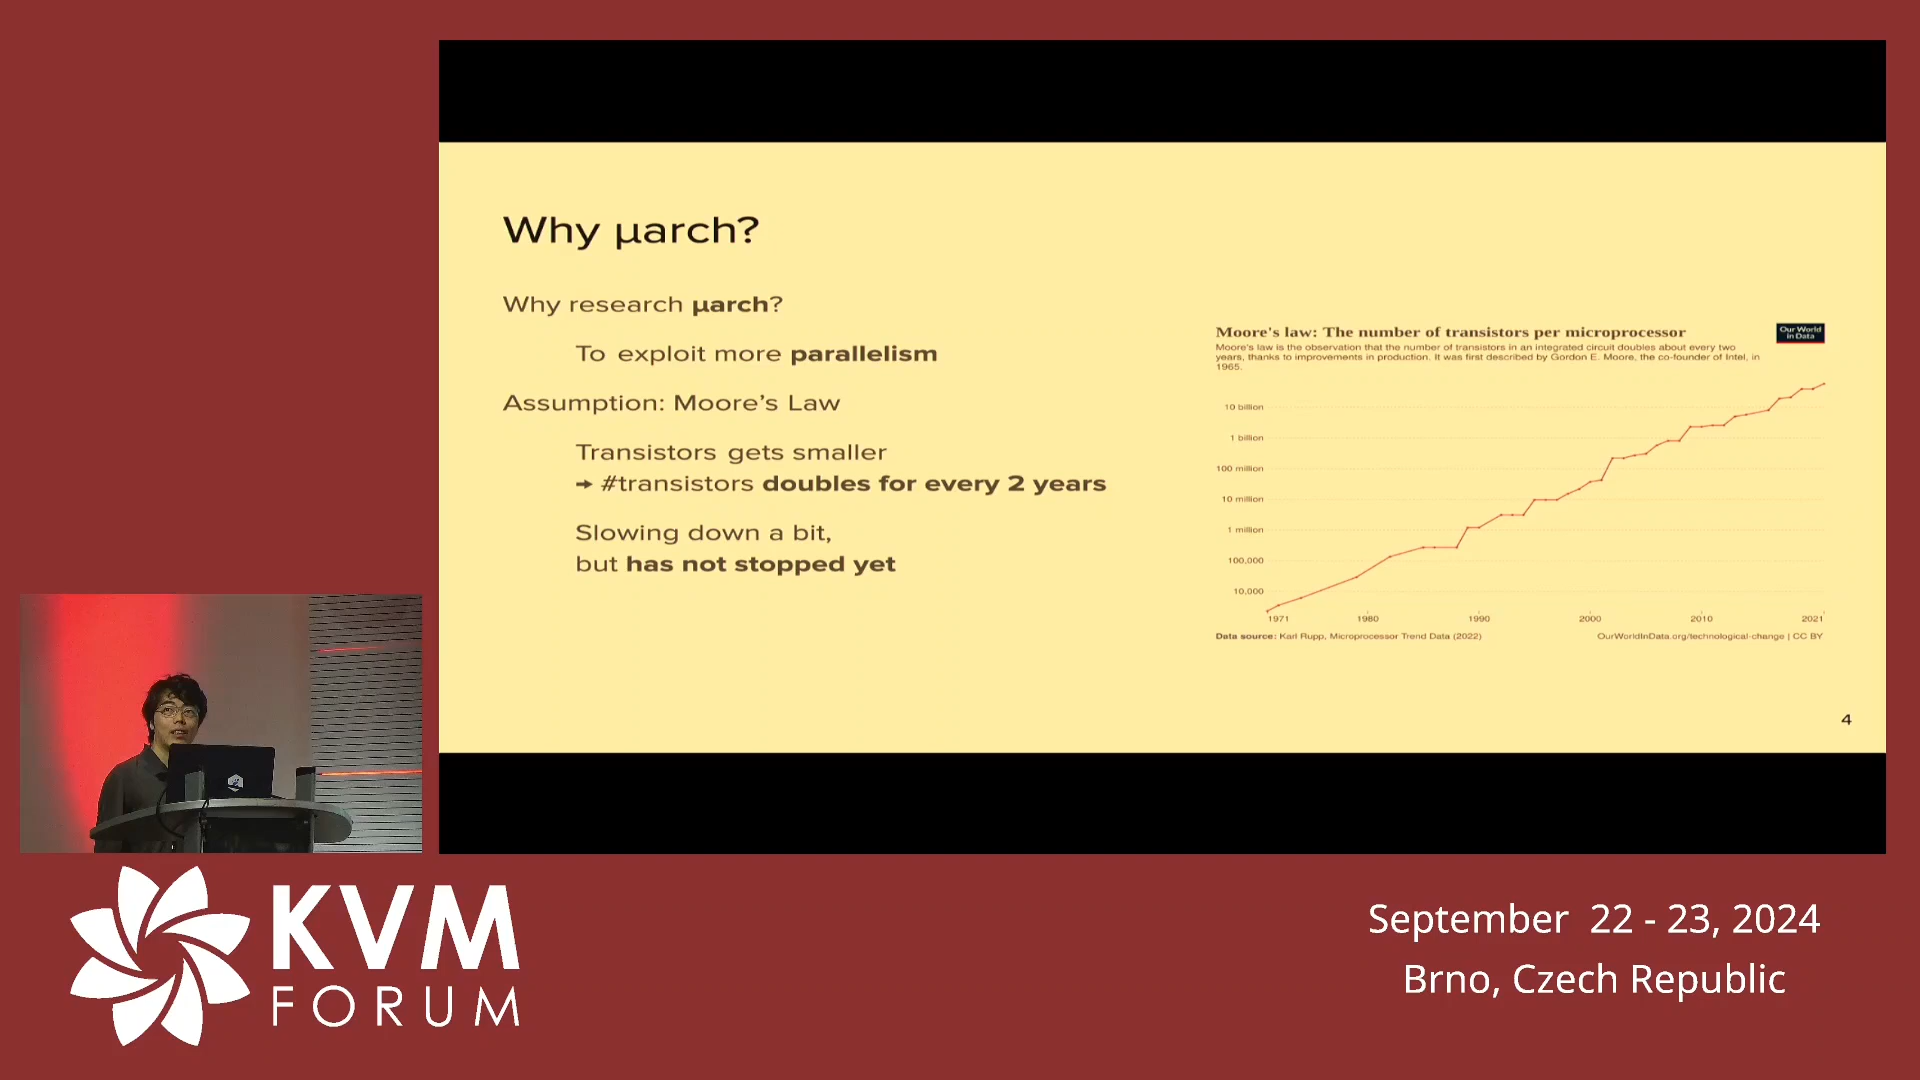 Why µarch?
Why research µarch?
To exploit more parallelism
Assumption: Moore’s Law
Transistors gets smaller
➞ #transistors doubles for every 2 years
Slowing down a bit,
but has not stopped yet
Moore's law: The number of transistors per microprocessor
Our World
in Data
Moore's law is the observation that the number of transistors in an integrated circuit doubles about every two
years, thanks to improvements in production. It was first described by Gordon E. Moore, the co-founder of Intel, in
1965.
10 billion
1 billion
100 million
10 million
1 million
100,000
10,000
1971 1980 1990 2000 2010 2021
Data source: Karl Rupp, Microprocessor Trend Data (2022)
OurWorldInData.org/technological-change | CC BY
4
KVM
FORUM
September 22 - 23, 2024
Brno, Czech Republic